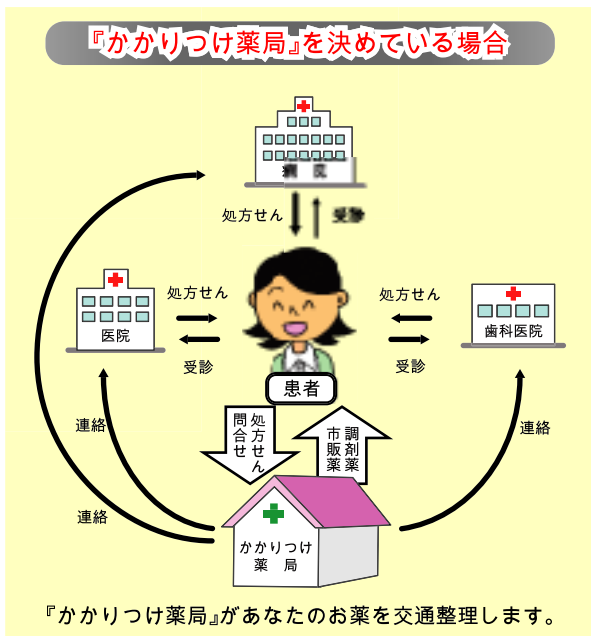 『かかりつけ薬局』を決めている場合
病院
処方せん
受診
処方せん
処方せん
医院
歯科医院
受診
受診
患者
連絡
処方せん
問合せ
調剤薬
市販薬
連絡
連絡
かかりつけ
薬局
『かかりつけ薬局』があなたのお薬を交通整理します。